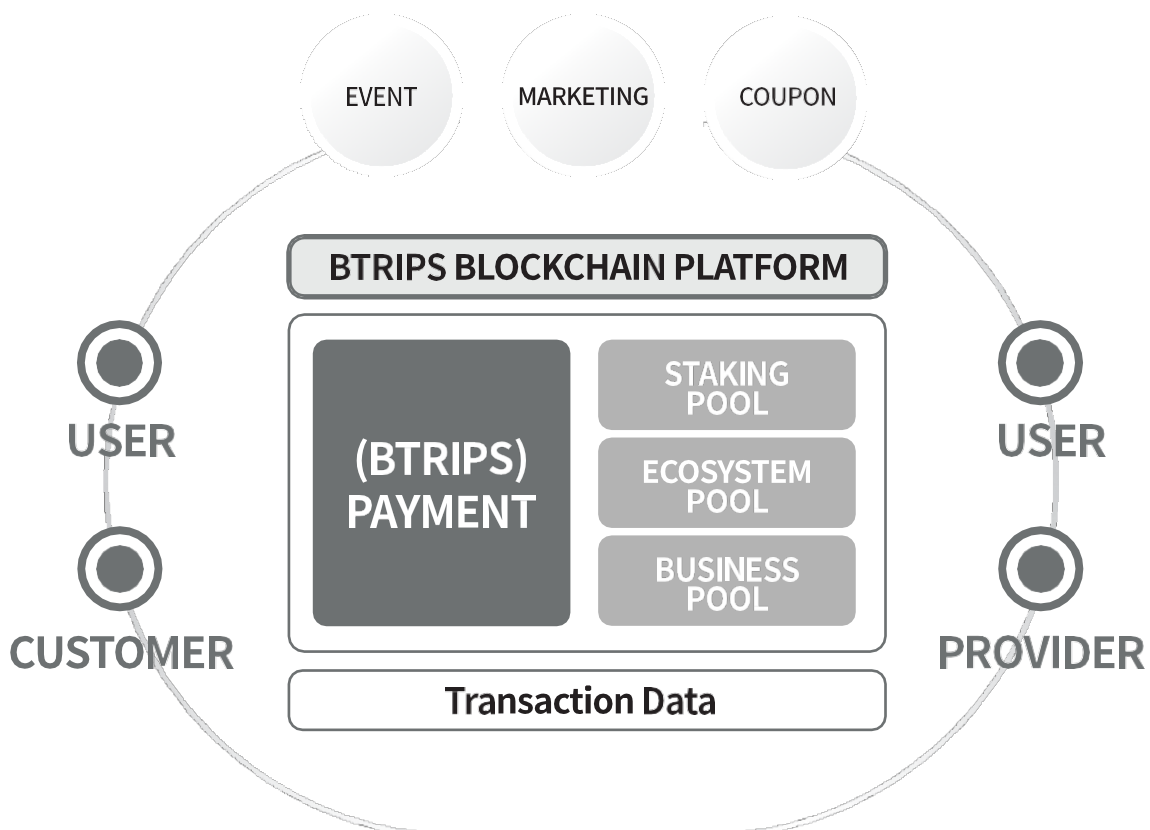 EVENT
MARKETING
COUPON
BTRIPS BLOCKCHAIN PLATFORM
USER
(BTRIPS)
PAYMENT
STAKING
POOL
ECOSYSTEM
POOL
BUSINESS
POOL
USER
CUSTOMER
PROVIDER
Transaction Data